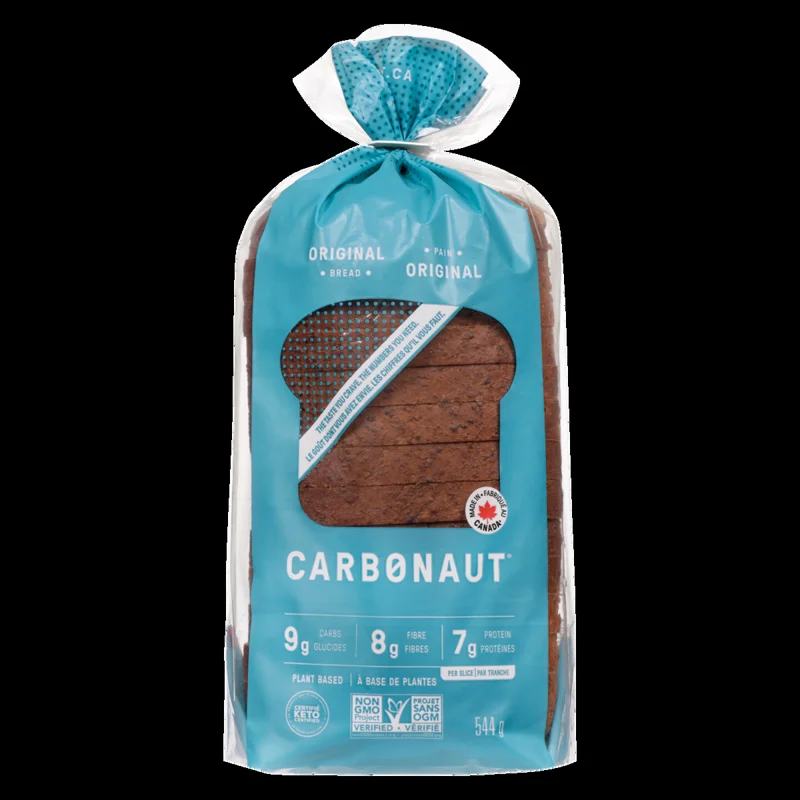 .CA
ORIGINAL
• BREAD •
• PAIN •
ORIGINAL
THE TASTE YOU CRAVE. THE NUMBERS YOU NEED.
LE GOÛT DONT VOUS AVEZ ENVIE. LES CHIFFRES QU'IL VOUS FAUT.
MADE IN • FABRIQUÉ AU
CANADA
CARBØNAUT®
9g CARBS
GLUCIDES
8g FIBRE
FIBRES
7g PROTEIN
PROTÉINES
PER SLICE | PAR TRANCHE
PLANT BASED | À BASE DE PLANTES
CERTIFIÉ
KETO
CERTIFIED
NON
GMO
Project
PROJET
SANS
OGM
VERIFIED • VÉRIFIÉ
544 g